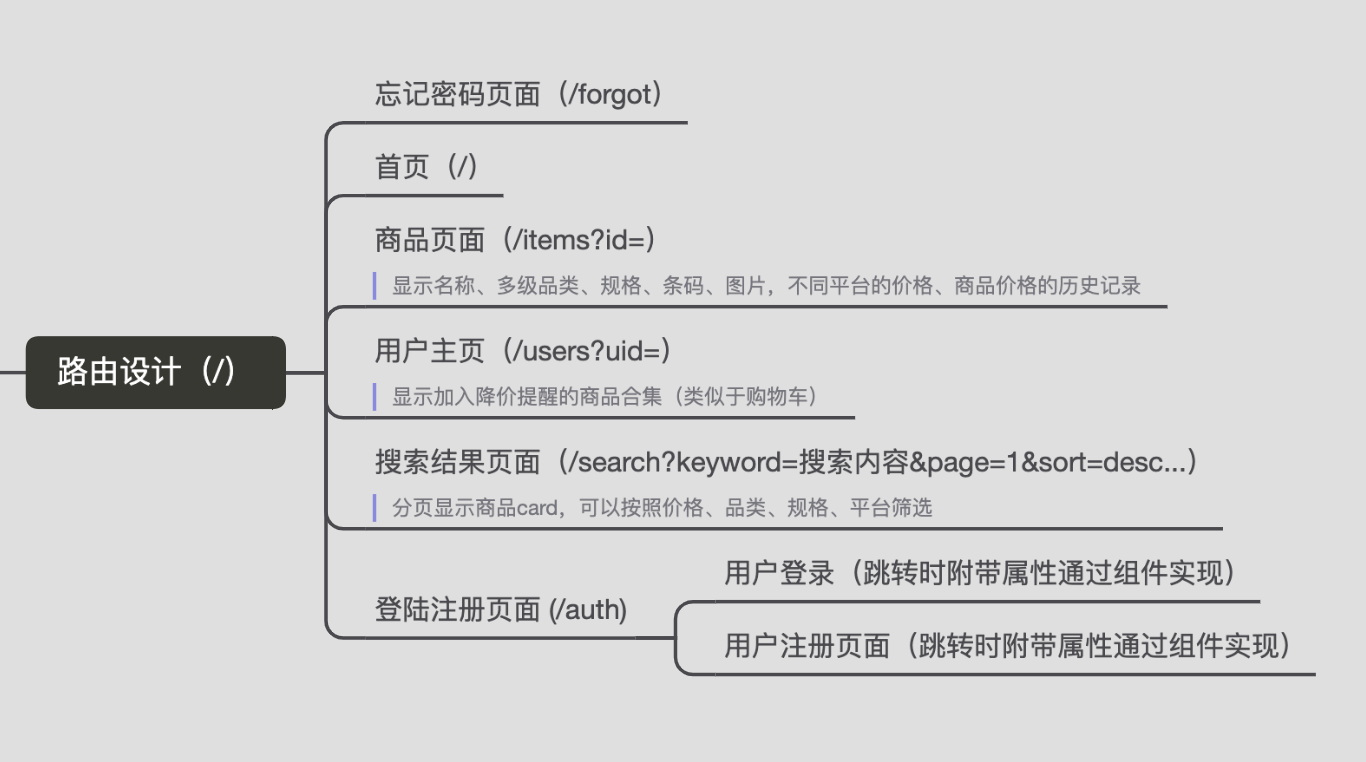 忘记密码页面（/forgot）
首页（/）
商品页面（/items?id=）
显示名称、多级品类、规格、条码、图片，不同平台的价格、商品价格的历史记录
路由设计（/）
用户主页（/users?uid=）
显示加入降价提醒的商品合集（类似于购物车）
搜索结果页面（/search?keyword=搜索内容&page=1&sort=desc...）
分页显示商品card，可以按照价格、品类、规格、平台筛选
登陆注册页面 (/auth)
用户登录（跳转时附带属性通过组件实现）
用户注册页面（跳转时附带属性通过组件实现）